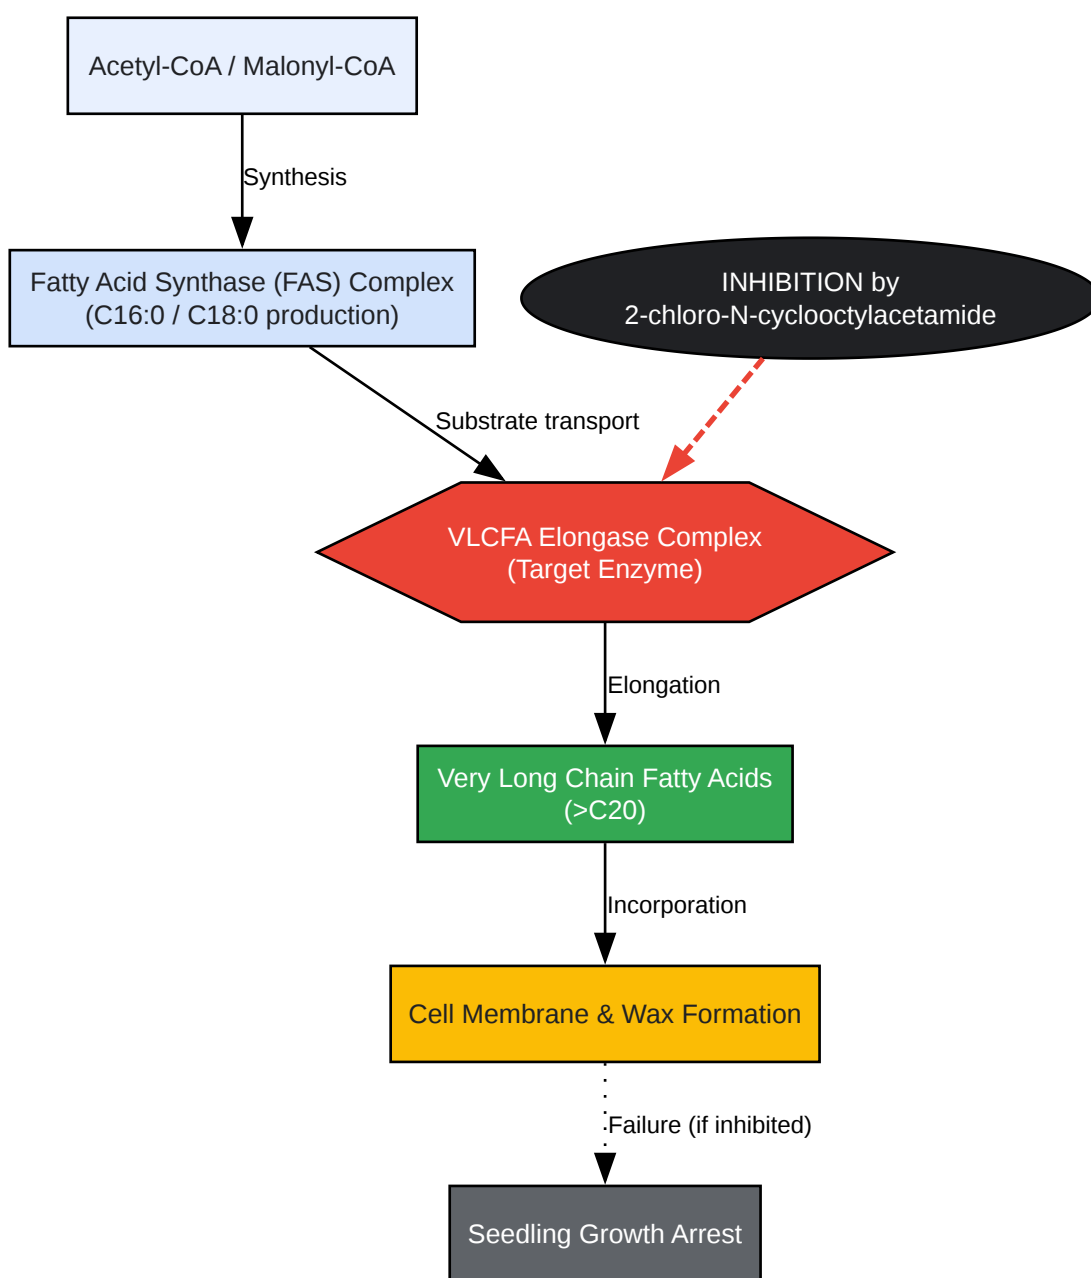 Acetyl-CoA / Malonyl-CoA
Synthesis
Fatty Acid Synthase (FAS) Complex
(C16:0 / C18:0 production)
INHIBITION by
2-chloro-N-cyclooctylacetamide
Substrate transport
VLCFA Elongase Complex
(Target Enzyme)
Elongation
Very Long Chain Fatty Acids
(>C20)
Incorporation
Cell Membrane & Wax Formation
Failure (if inhibited)
Seedling Growth Arrest